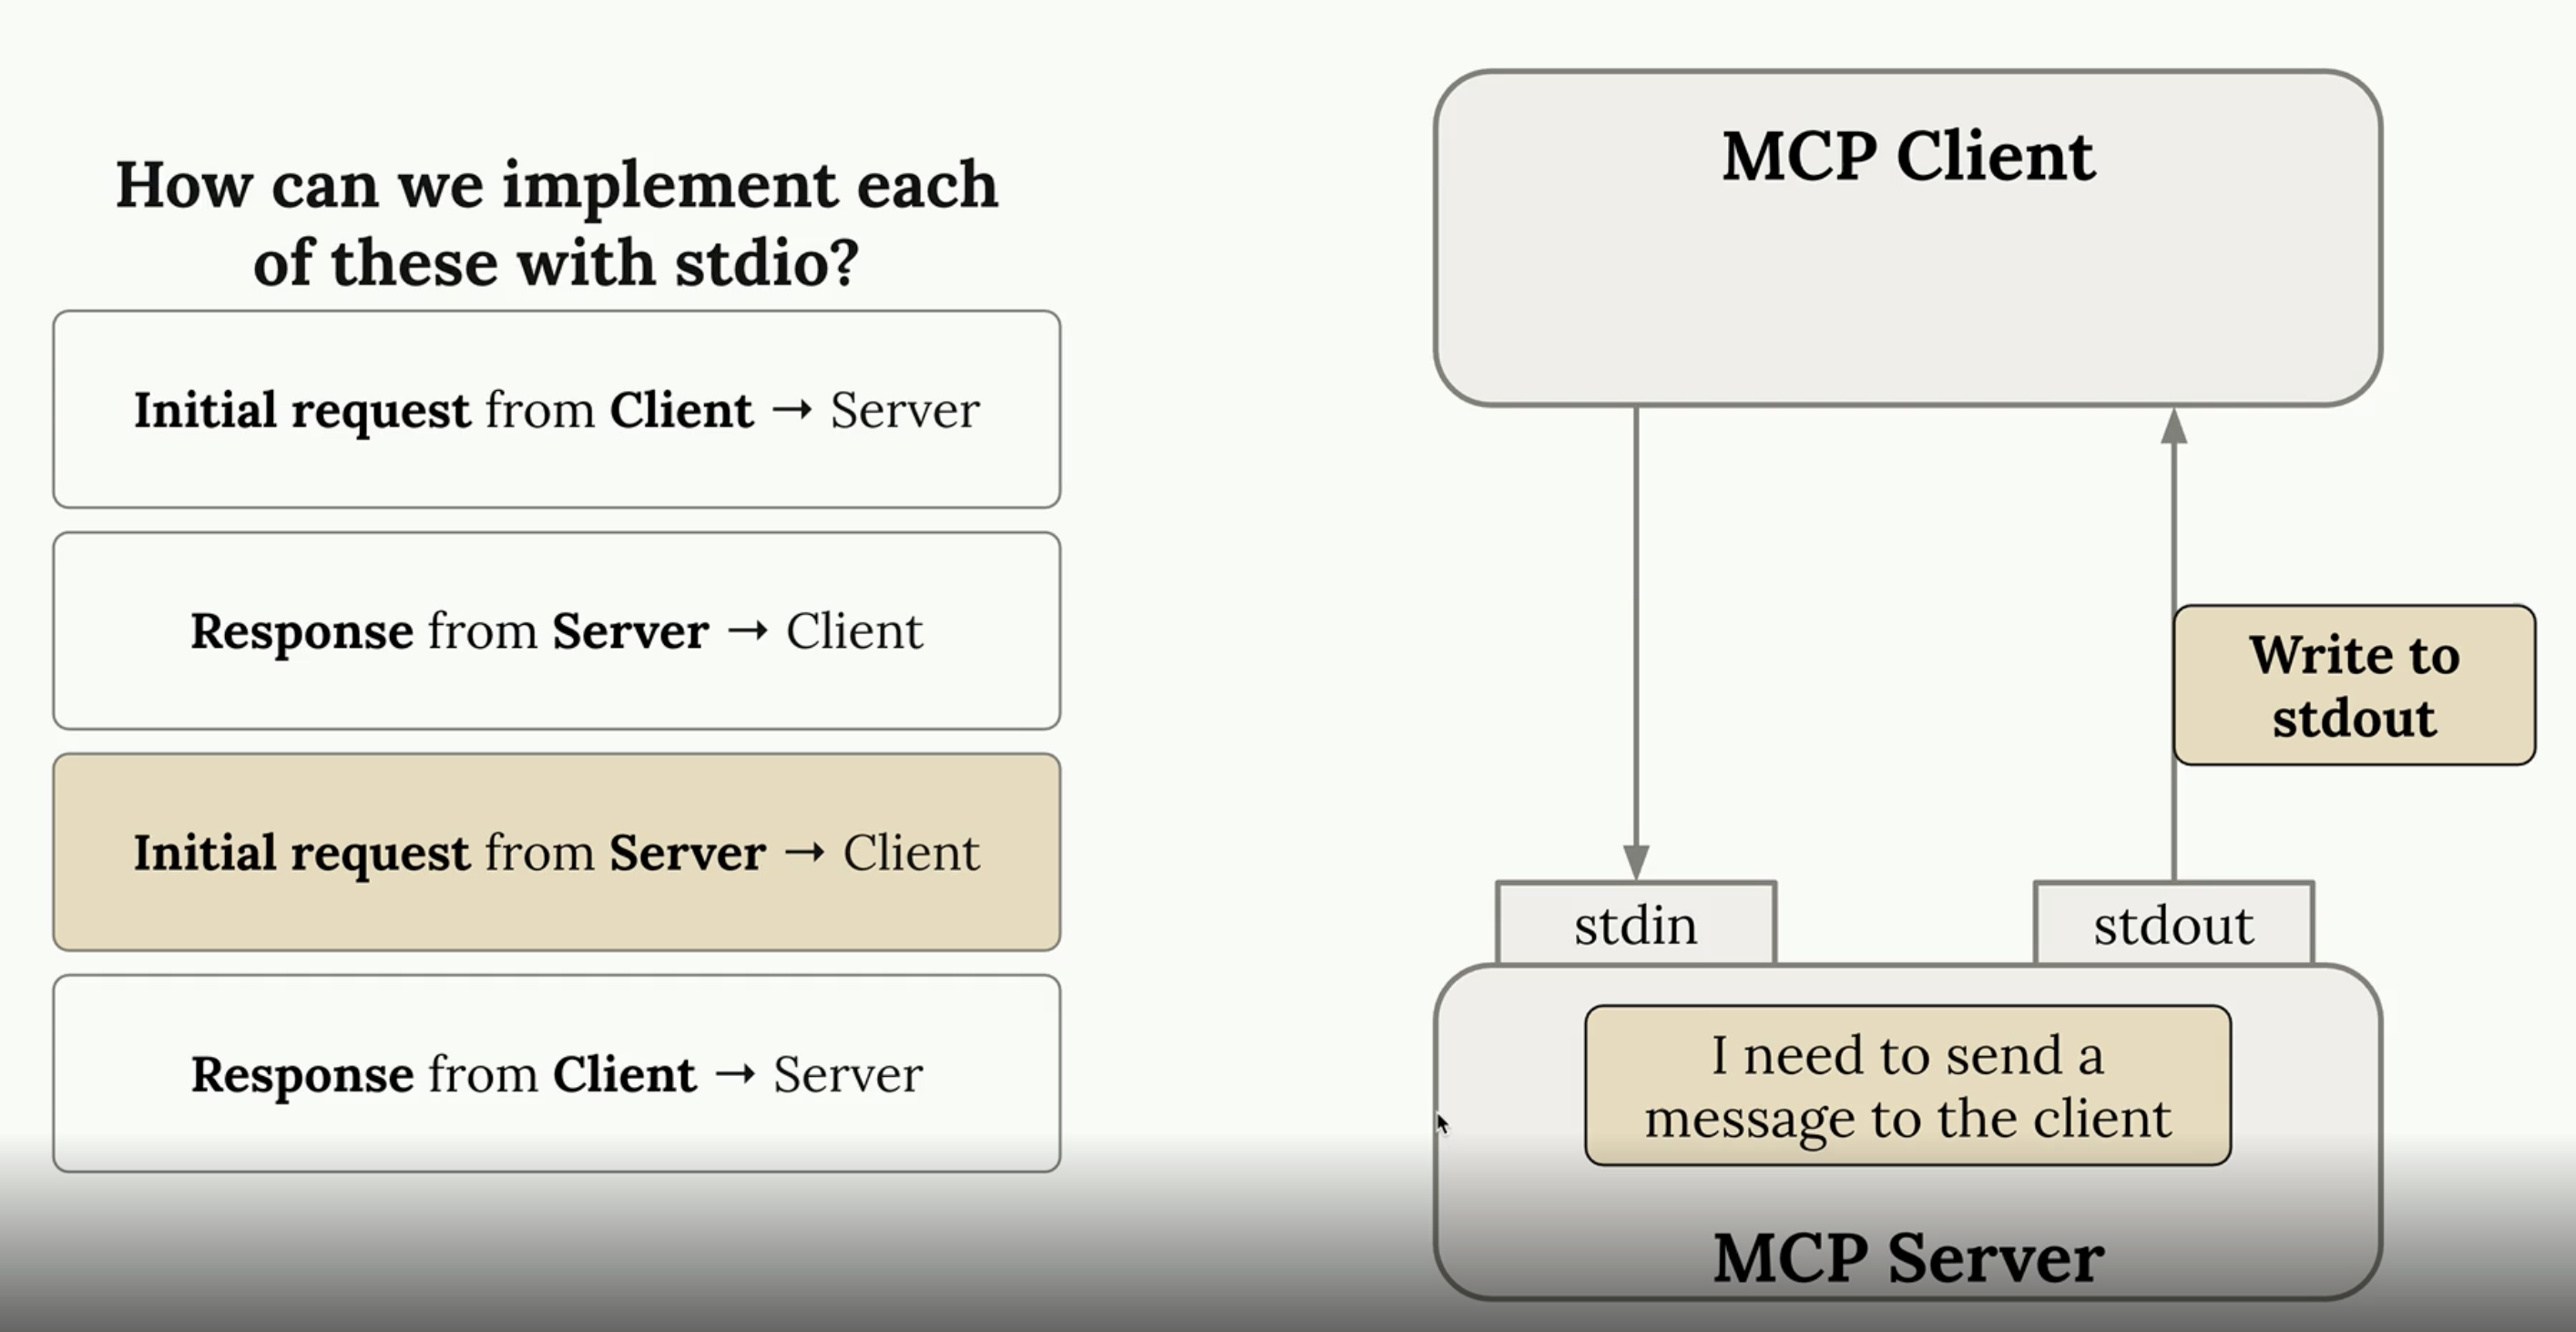 How can we implement each
of these with stdio?
Initial request from Client → Server
Response from Server → Client
Initial request from Server → Client
Response from Client → Server
MCP Client
Write to
stdout
stdin
stdout
I need to send a
message to the client
MCP Server